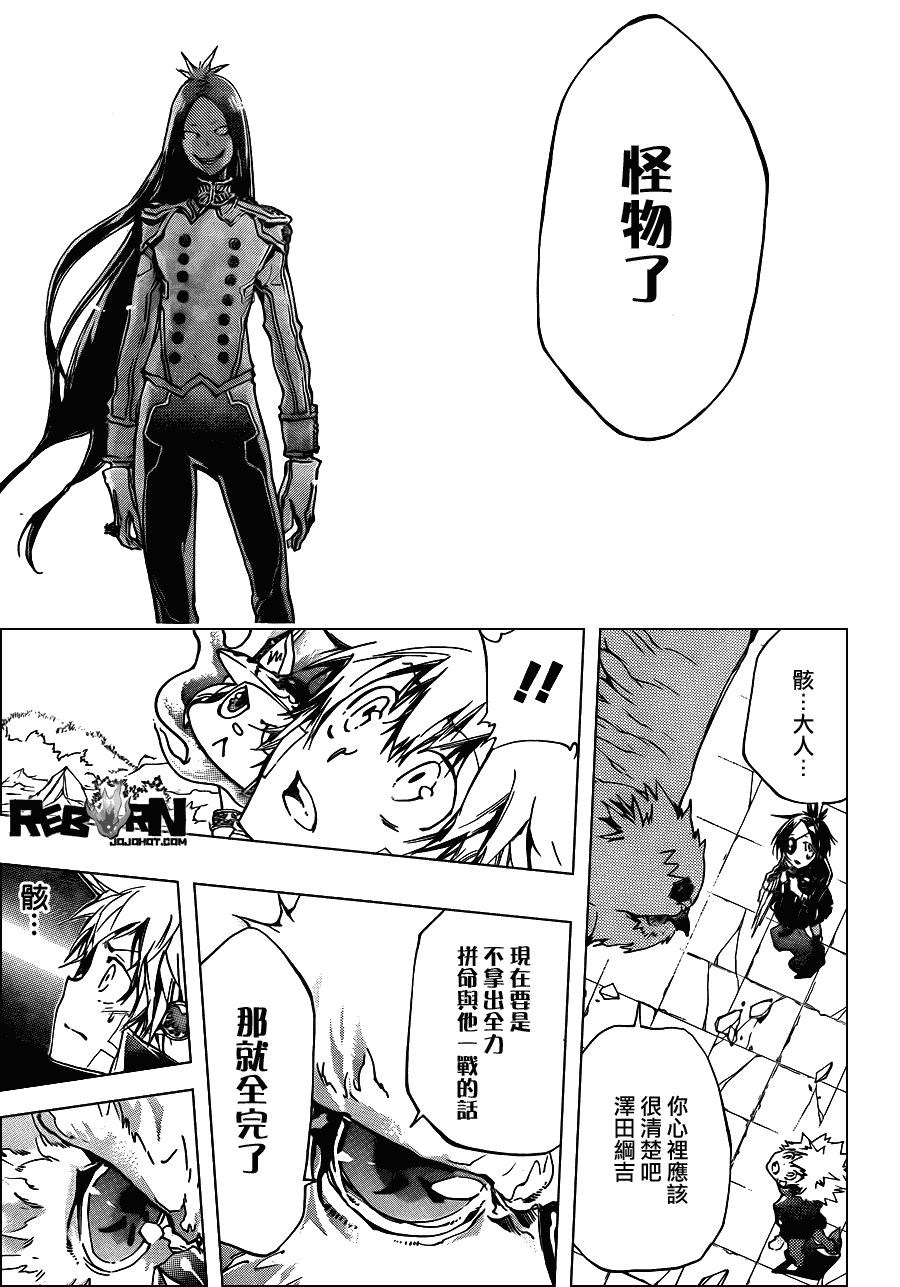 怪物了
骸…大人…
!!
你心裡應該
很清楚吧
澤田綱吉
現在要是
不拿出全力
拼命與他一戰的話
那就全完了
骸…
REBORN
JOJOHOT.COM